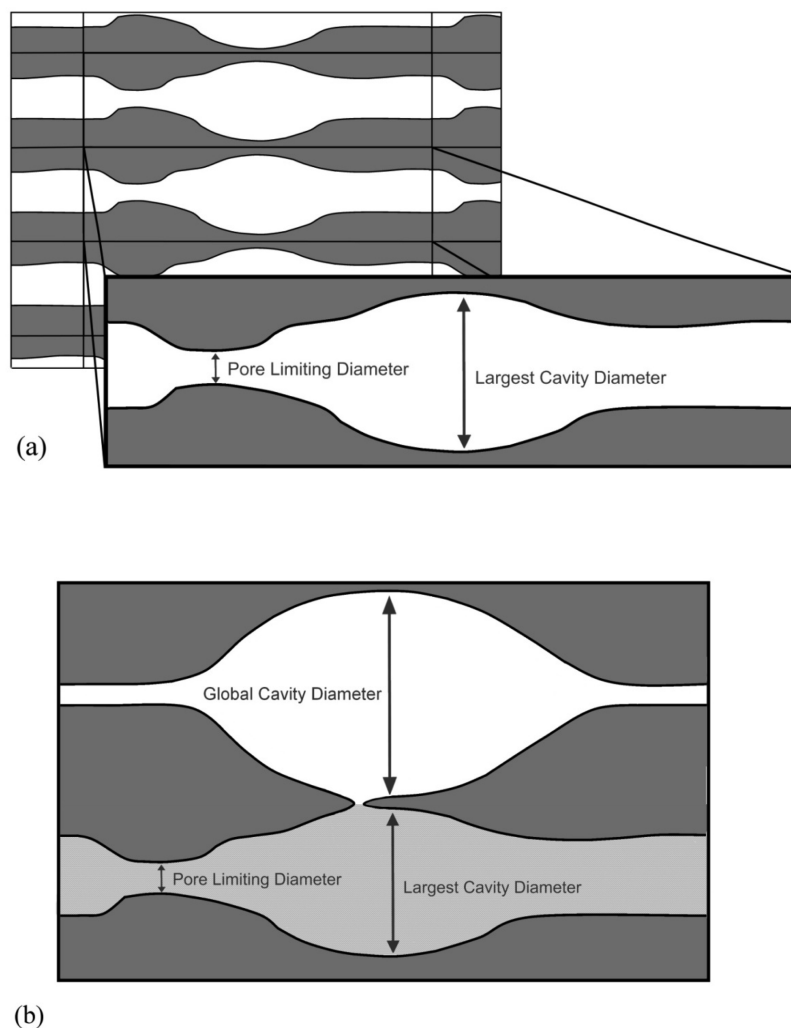 Pore Limiting Diameter
Largest Cavity Diameter
(a)
Global Cavity Diameter
Pore Limiting Diameter
Largest Cavity Diameter
(b)